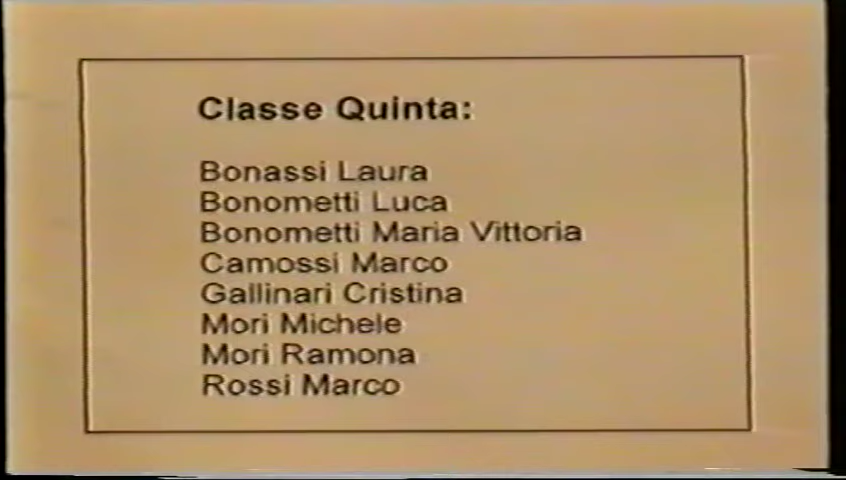 Classe Quinta:
Bonassi Laura
Bonometti Luca
Bonometti Maria Vittoria
Camossi Marco
Gallinari Cristina
Mori Michele
Mori Ramona
Rossi Marco